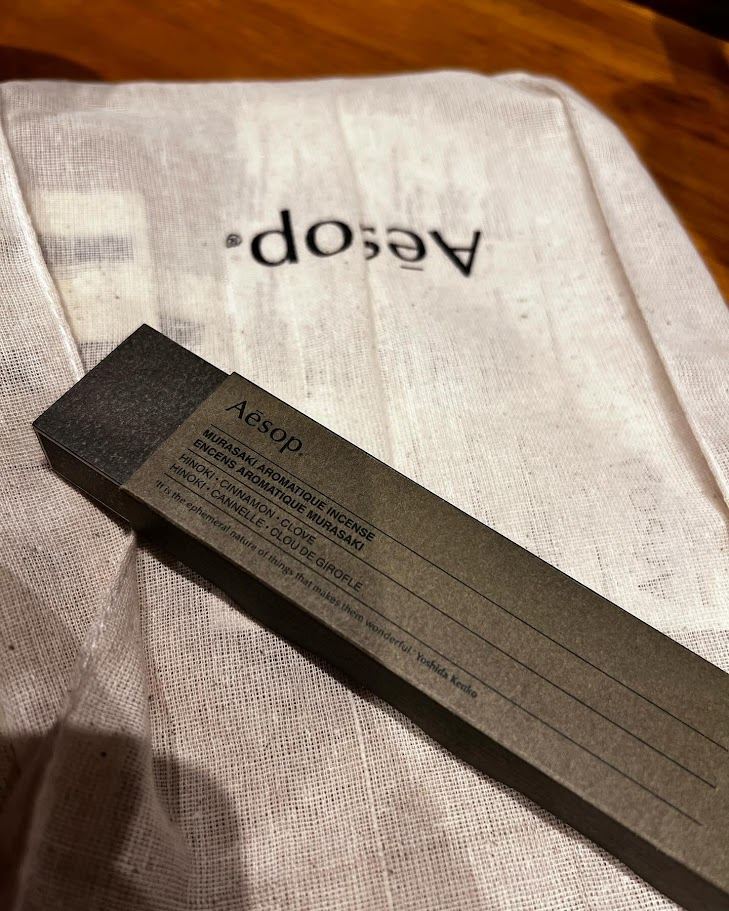 Aēsop®
Aēsop.
MURASAKI AROMATIQUE INCENSE
ENCENS AROMATIQUE MURASAKI
HINOKI · CINNAMON · CLOVE
HINOKI · CANNELLE · CLOU DE GIROFLE
It is the ephemeral nature of things that makes them wonderful. Yoshida Kenko